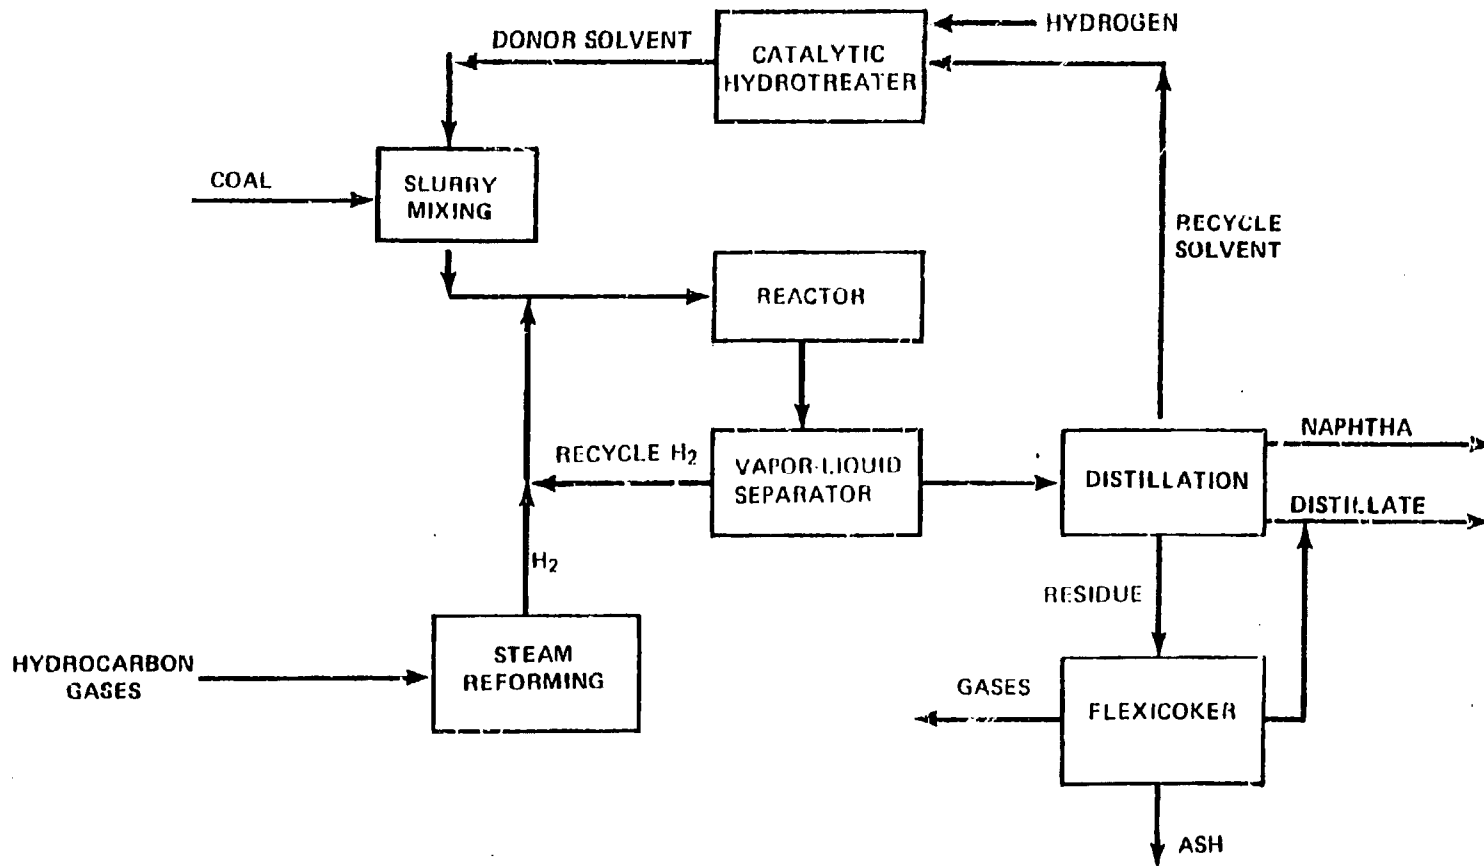 HYDROGEN
DONOR SOLVENT
CATALYTIC
HYDROTREATER
COAL
SLURRY
MIXING
RECYCLE
SOLVENT
REACTOR
NAPHTHA
RECYCLE H₂
VAPOR-LIQUID
SEPARATOR
DISTILLATION
DISTILLATE
H₂
RESIDUE
HYDROCARBON
GASES
STEAM
REFORMING
GASES
FLEXICOKER
ASH